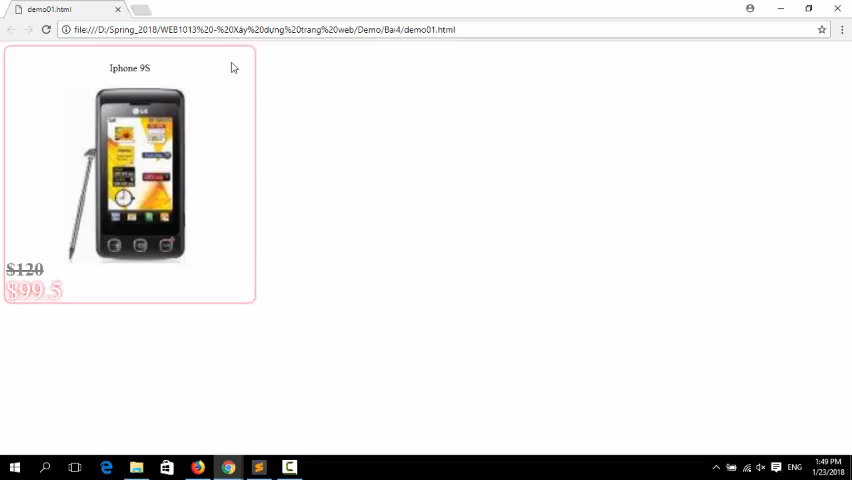 demo01.html
file:///D:/Spring_2018/WEB1013%20-%20Xây%20dựng%20trang%20web/Demo/Bai4/demo01.html
Iphone 9S
LG
$120
$99.5
ENG
1:49 PM
1/23/2018